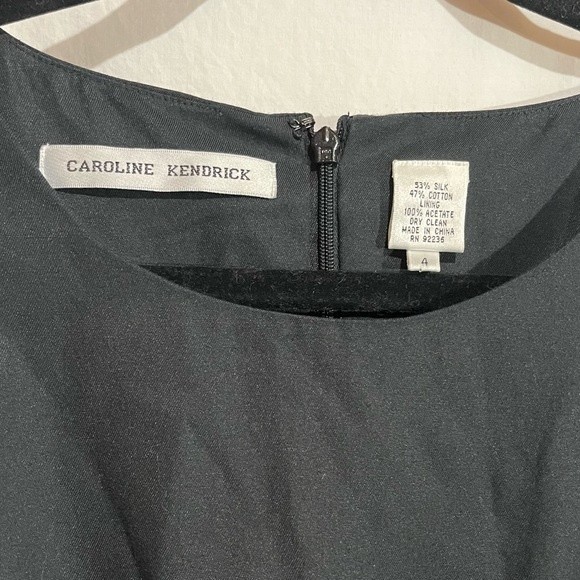 CAROLINE KENDRICK
53% SILK
47% COTTON
LINING
100% ACETATE
DRY CLEAN
MADE IN CHINA
RN 92236
4